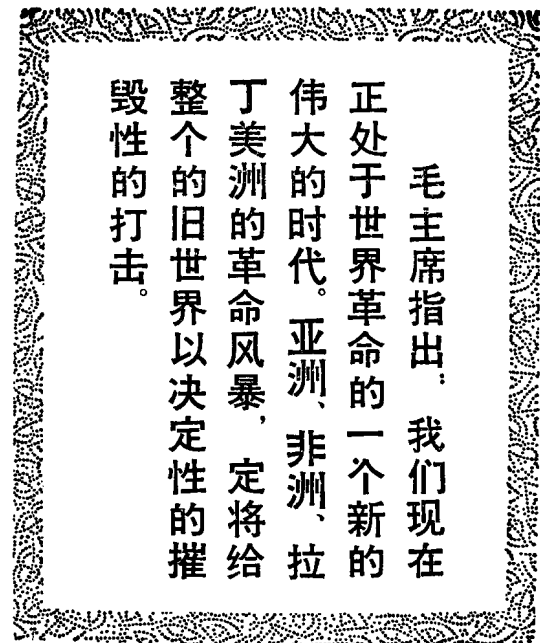 毛主席指出：我们现在
正处于世界革命的一个新的
伟大的时代。亚洲、非洲、拉
丁美洲的革命风暴，定将给
整个的旧世界以决定性的摧
毁性的打击。